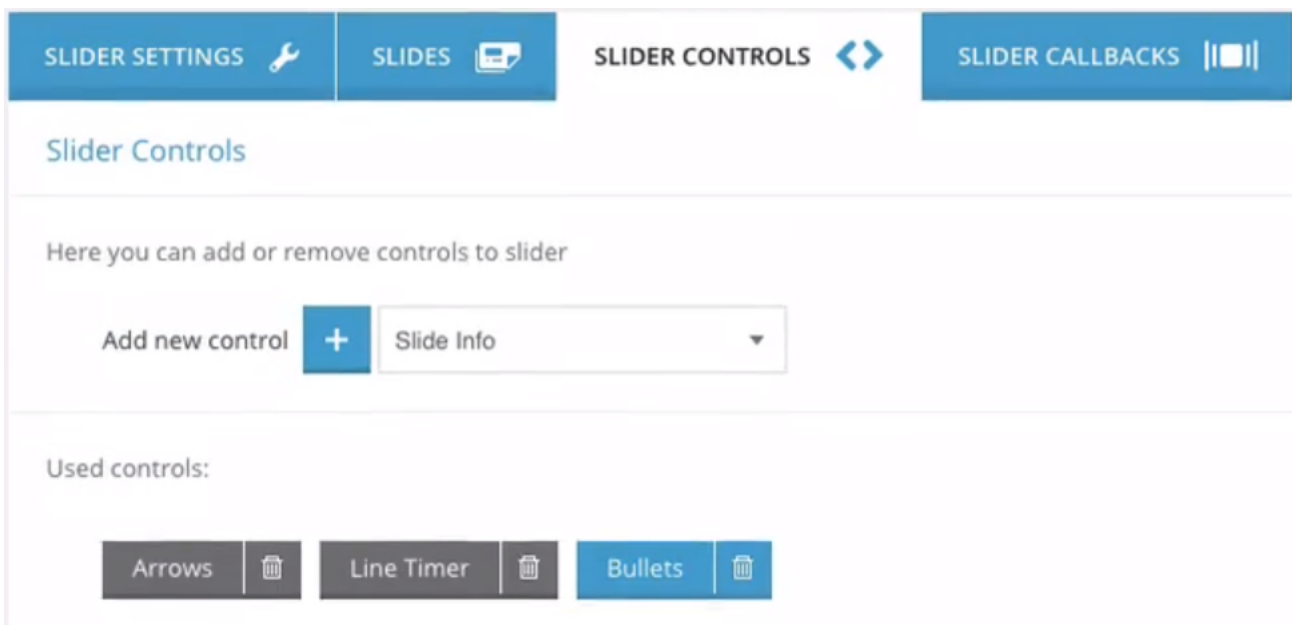 SLIDER SETTINGS SLIDES SLIDER CONTROLS SLIDER CALLBACKS
Slider Controls
Here you can add or remove controls to slider
Add new control + Slide Info
Used controls:
Arrows Line Timer Bullets